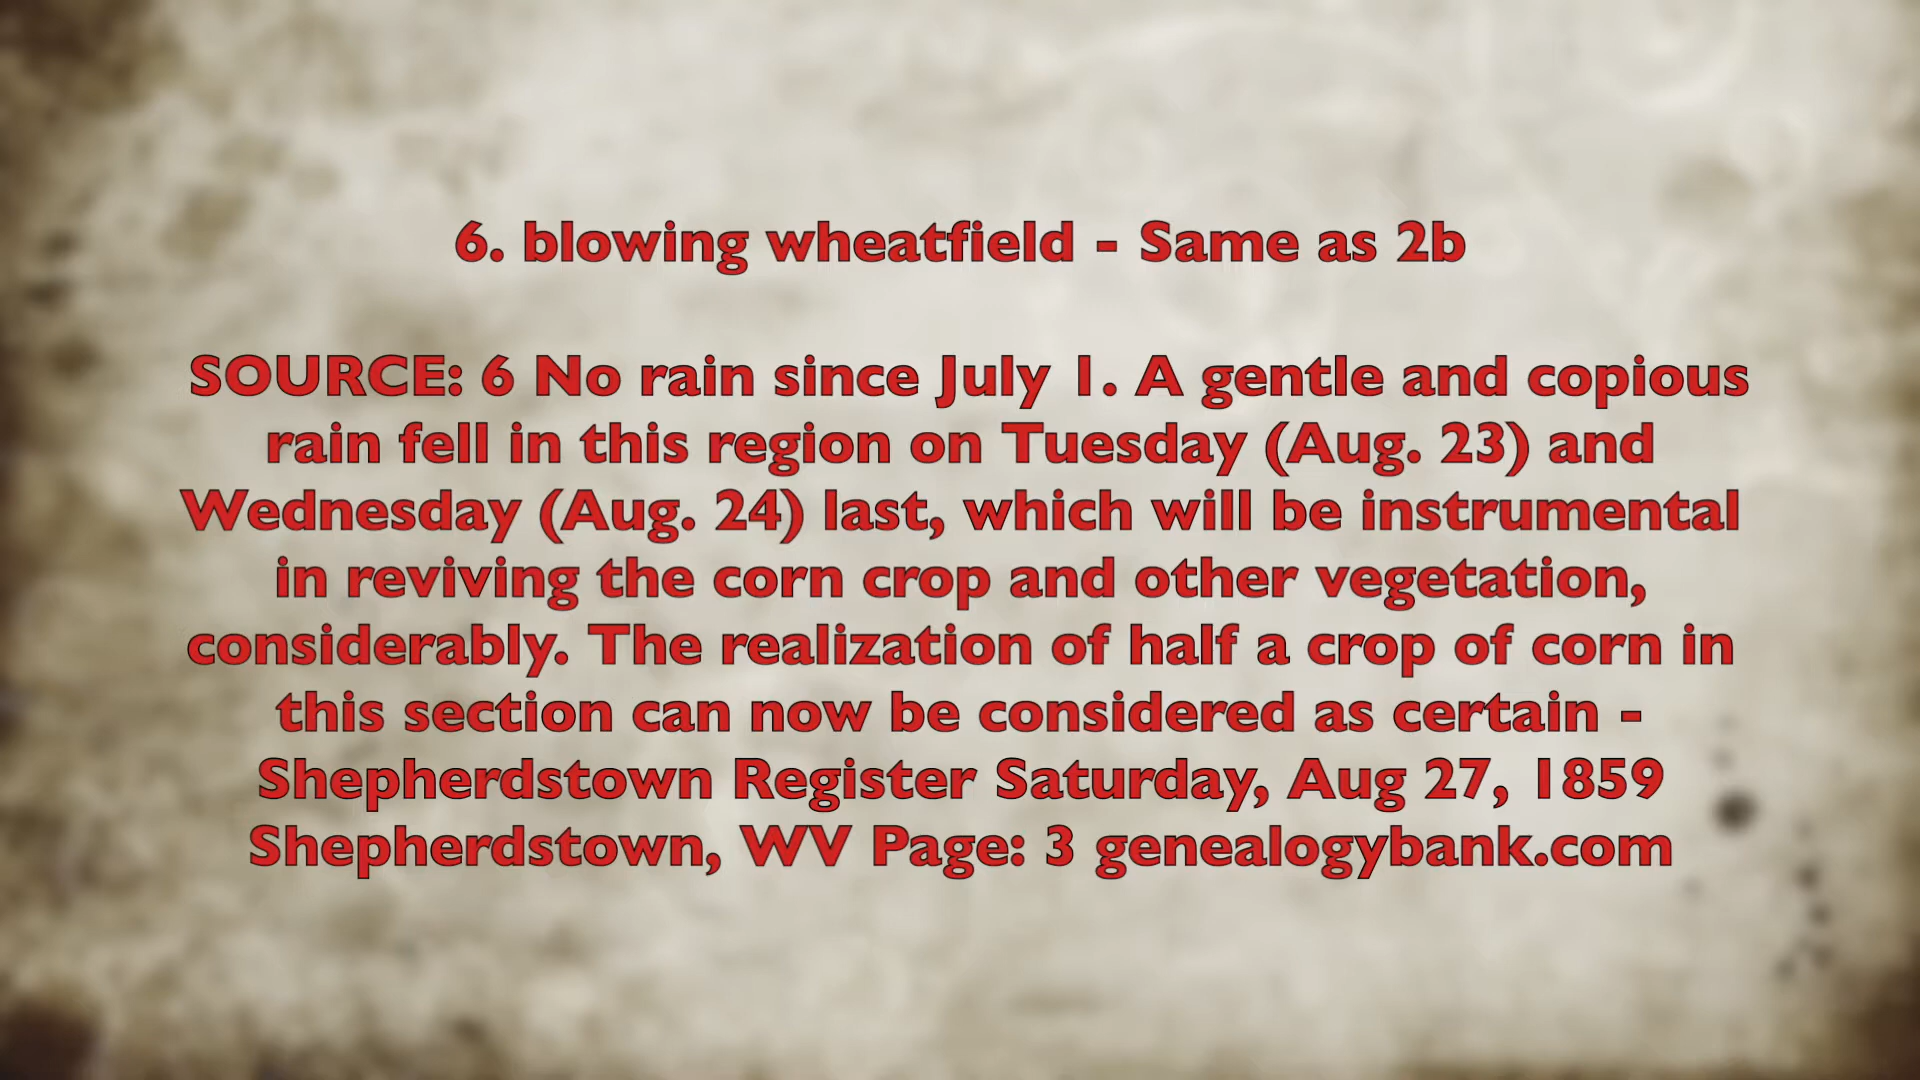 6. blowing wheatfield - Same as 2b
SOURCE: 6 No rain since July 1. A gentle and copious
rain fell in this region on Tuesday (Aug. 23) and
Wednesday (Aug. 24) last, which will be instrumental
in reviving the corn crop and other vegetation,
considerably. The realization of half a crop of corn in
this section can now be considered as certain -
Shepherdstown Register Saturday, Aug 27, 1859
Shepherdstown, WV Page: 3 genealogybank.com